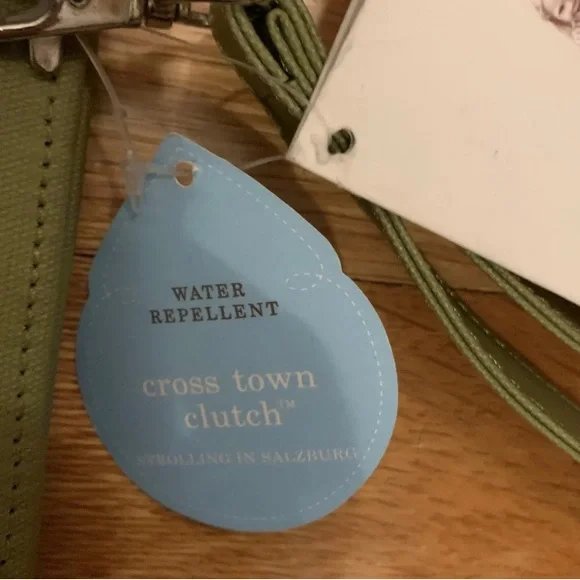 WATER
REPELLENT
cross town
clutch™
STROLLING IN SALZBURG